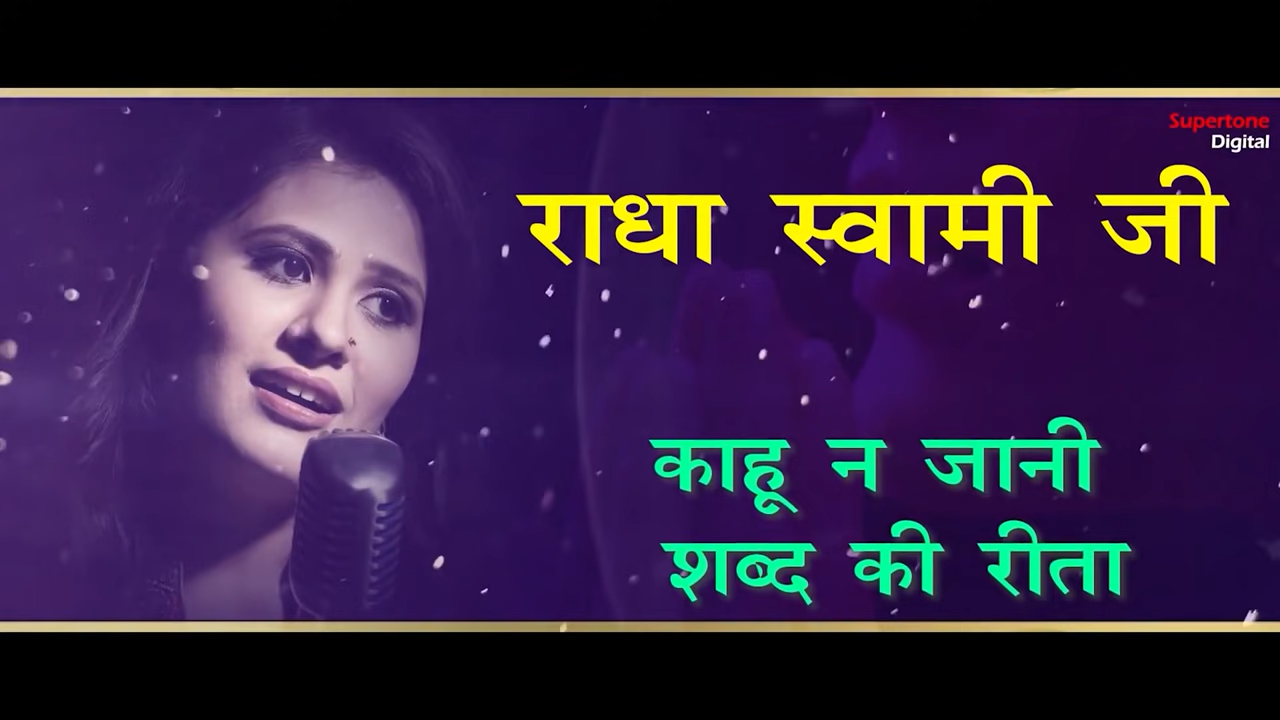 Supertone
Digital
राधा स्वामी जी
काहू न जानी
शब्द की रीता